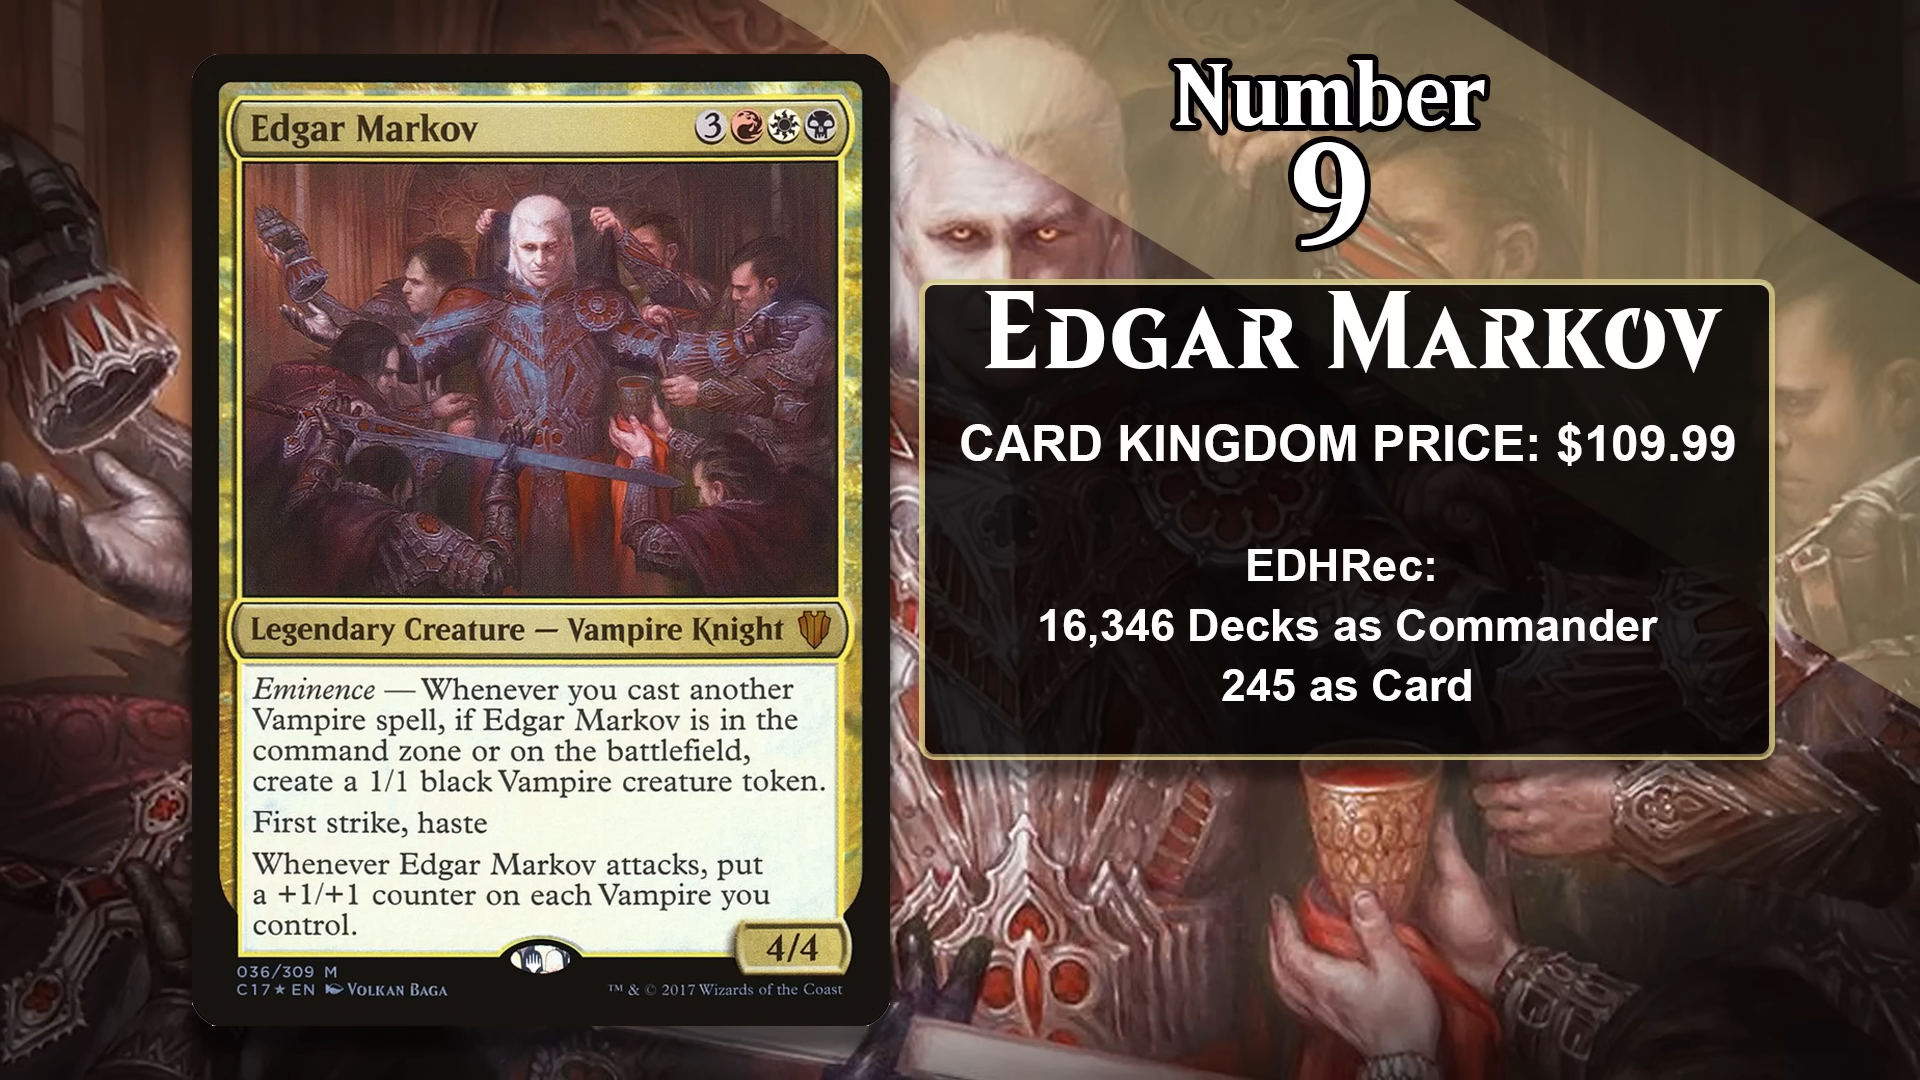 Edgar Markov 3
Legendary Creature — Vampire Knight
Eminence — Whenever you cast another
Vampire spell, if Edgar Markov is in the
command zone or on the battlefield,
create a 1/1 black Vampire creature token.
First strike, haste
Whenever Edgar Markov attacks, put
a +1/+1 counter on each Vampire you
control.
4/4
036/309 M
C17★EN VOLKAN BAGA
™ & © 2017 Wizards of the Coast
Number
9
EDGAR MARKOV
CARD KINGDOM PRICE: $109.99
EDHRec:
16,346 Decks as Commander
245 as Card